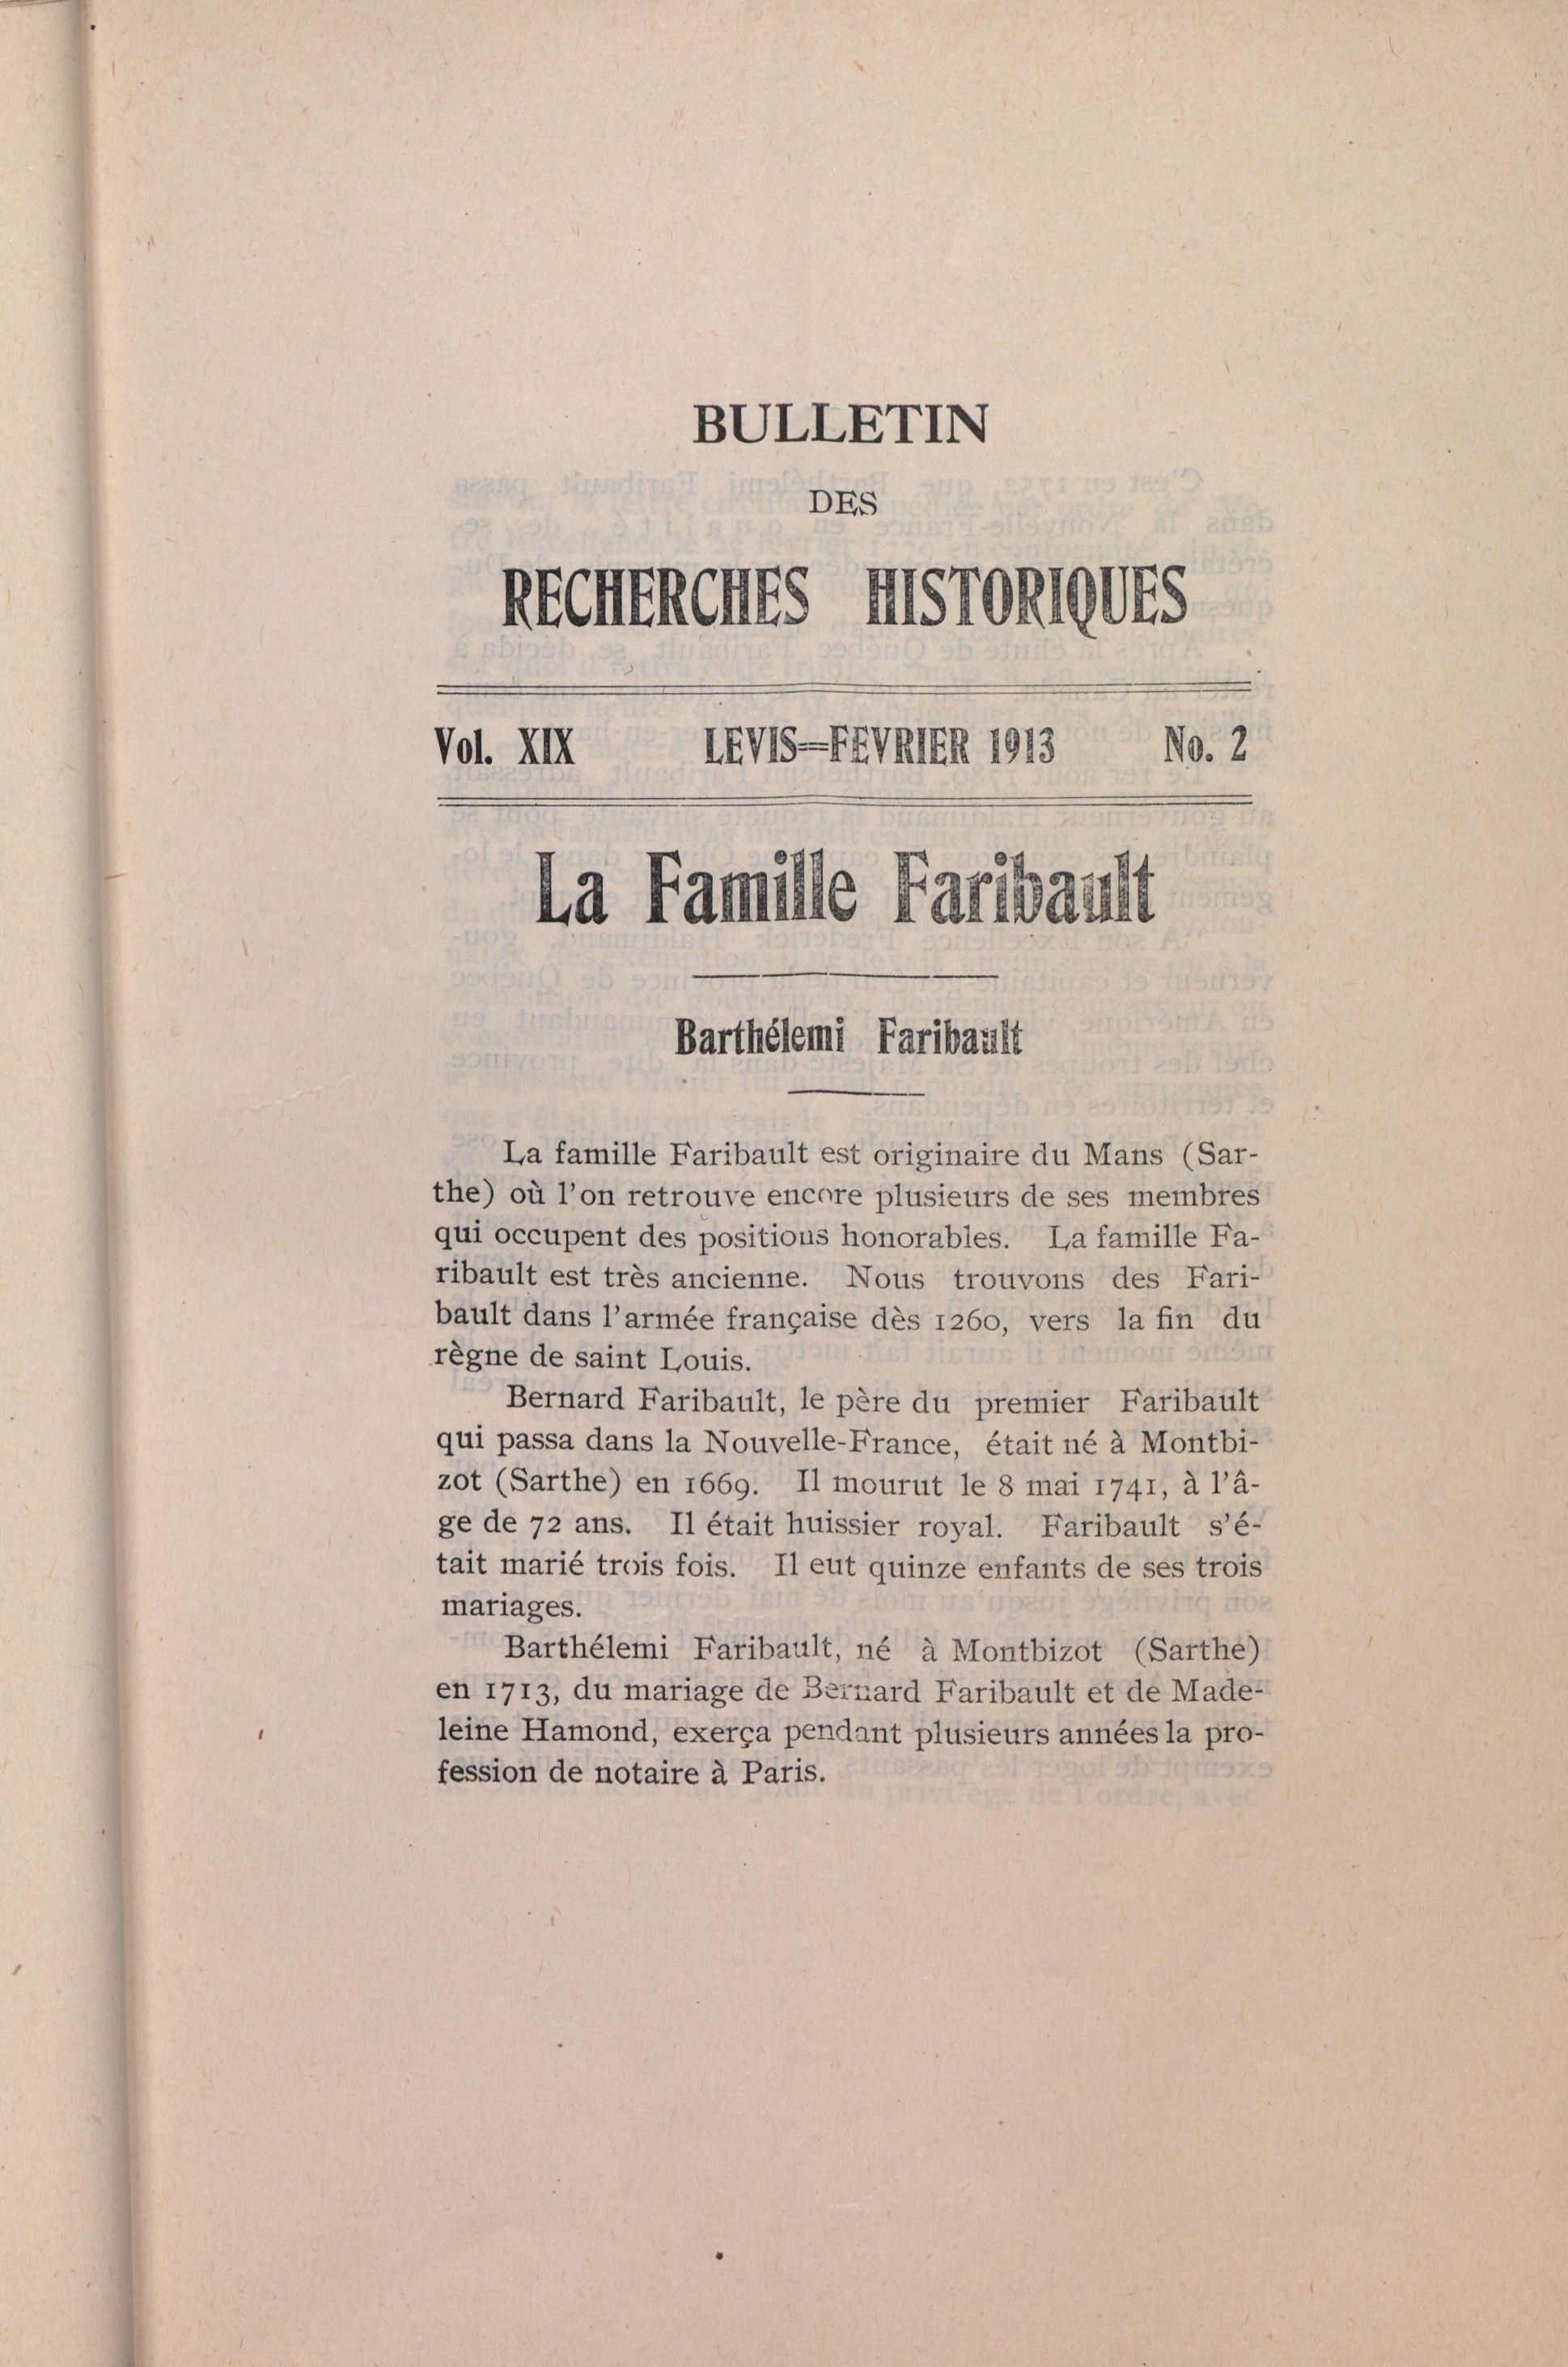 BULLETIN
DES
RECHERCHES HISTORIQUES
Vol. XIX LEVIS=FEVRIER 1913 No. 2
La Famille Faribault
Barthélemi Faribault
La famille Faribault est originaire du Mans (Sar-
the) où l'on retrouve encore plusieurs de ses membres
qui occupent des positions honorables. La famille Fa-
ribault est très ancienne. Nous trouvons des Fari-
bault dans l'armée française dès 1260, vers la fin du
règne de saint Louis.
Bernard Faribault, le père du premier Faribault
qui passa dans la Nouvelle-France, était né à Montbi-
zot (Sarthe) en 1669. Il mourut le 8 mai 1741, à l'â-
ge de 72 ans. Il était huissier royal. Faribault s'é-
tait marié trois fois. Il eut quinze enfants de ses trois
mariages.
Barthélemi Faribault, né à Montbizot (Sarthe)
en 1713, du mariage de Bernard Faribault et de Made-
leine Hamond, exerça pendant plusieurs années la pro-
fession de notaire à Paris.